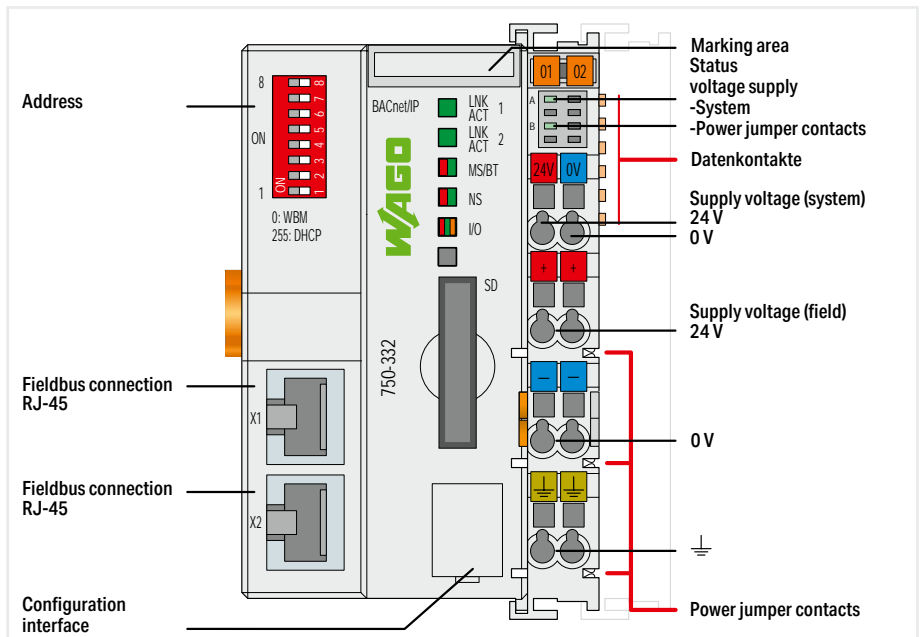 Address
8
ON
1
8
7
6
5
4
3
2
1
ON
0: WBM
255: DHCP
Fieldbus connection
RJ-45
X1
Fieldbus connection
RJ-45
X2
Configuration
interface
BACnet/IP
LNK
ACT 1
LNK
ACT 2
MS/BT
NS
I/O
WAGO
SD
750-332
01 02
A
B
24V 0V
+ +
— —
Marking area
Status
voltage supply
-System
-Power jumper contacts
Datenkontakte
Supply voltage (system)
24 V
0 V
Supply voltage (field)
24 V
0 V
Power jumper contacts